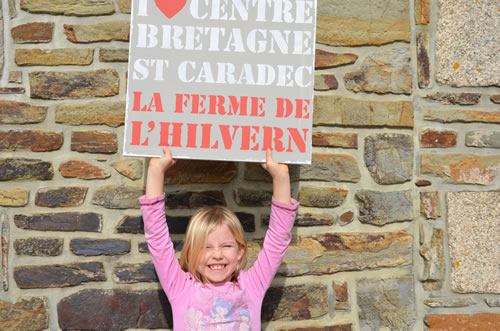 I ❤ CENTRE
BRETAGNE
ST CARADEC
LA FERME DE
L'HILVERN